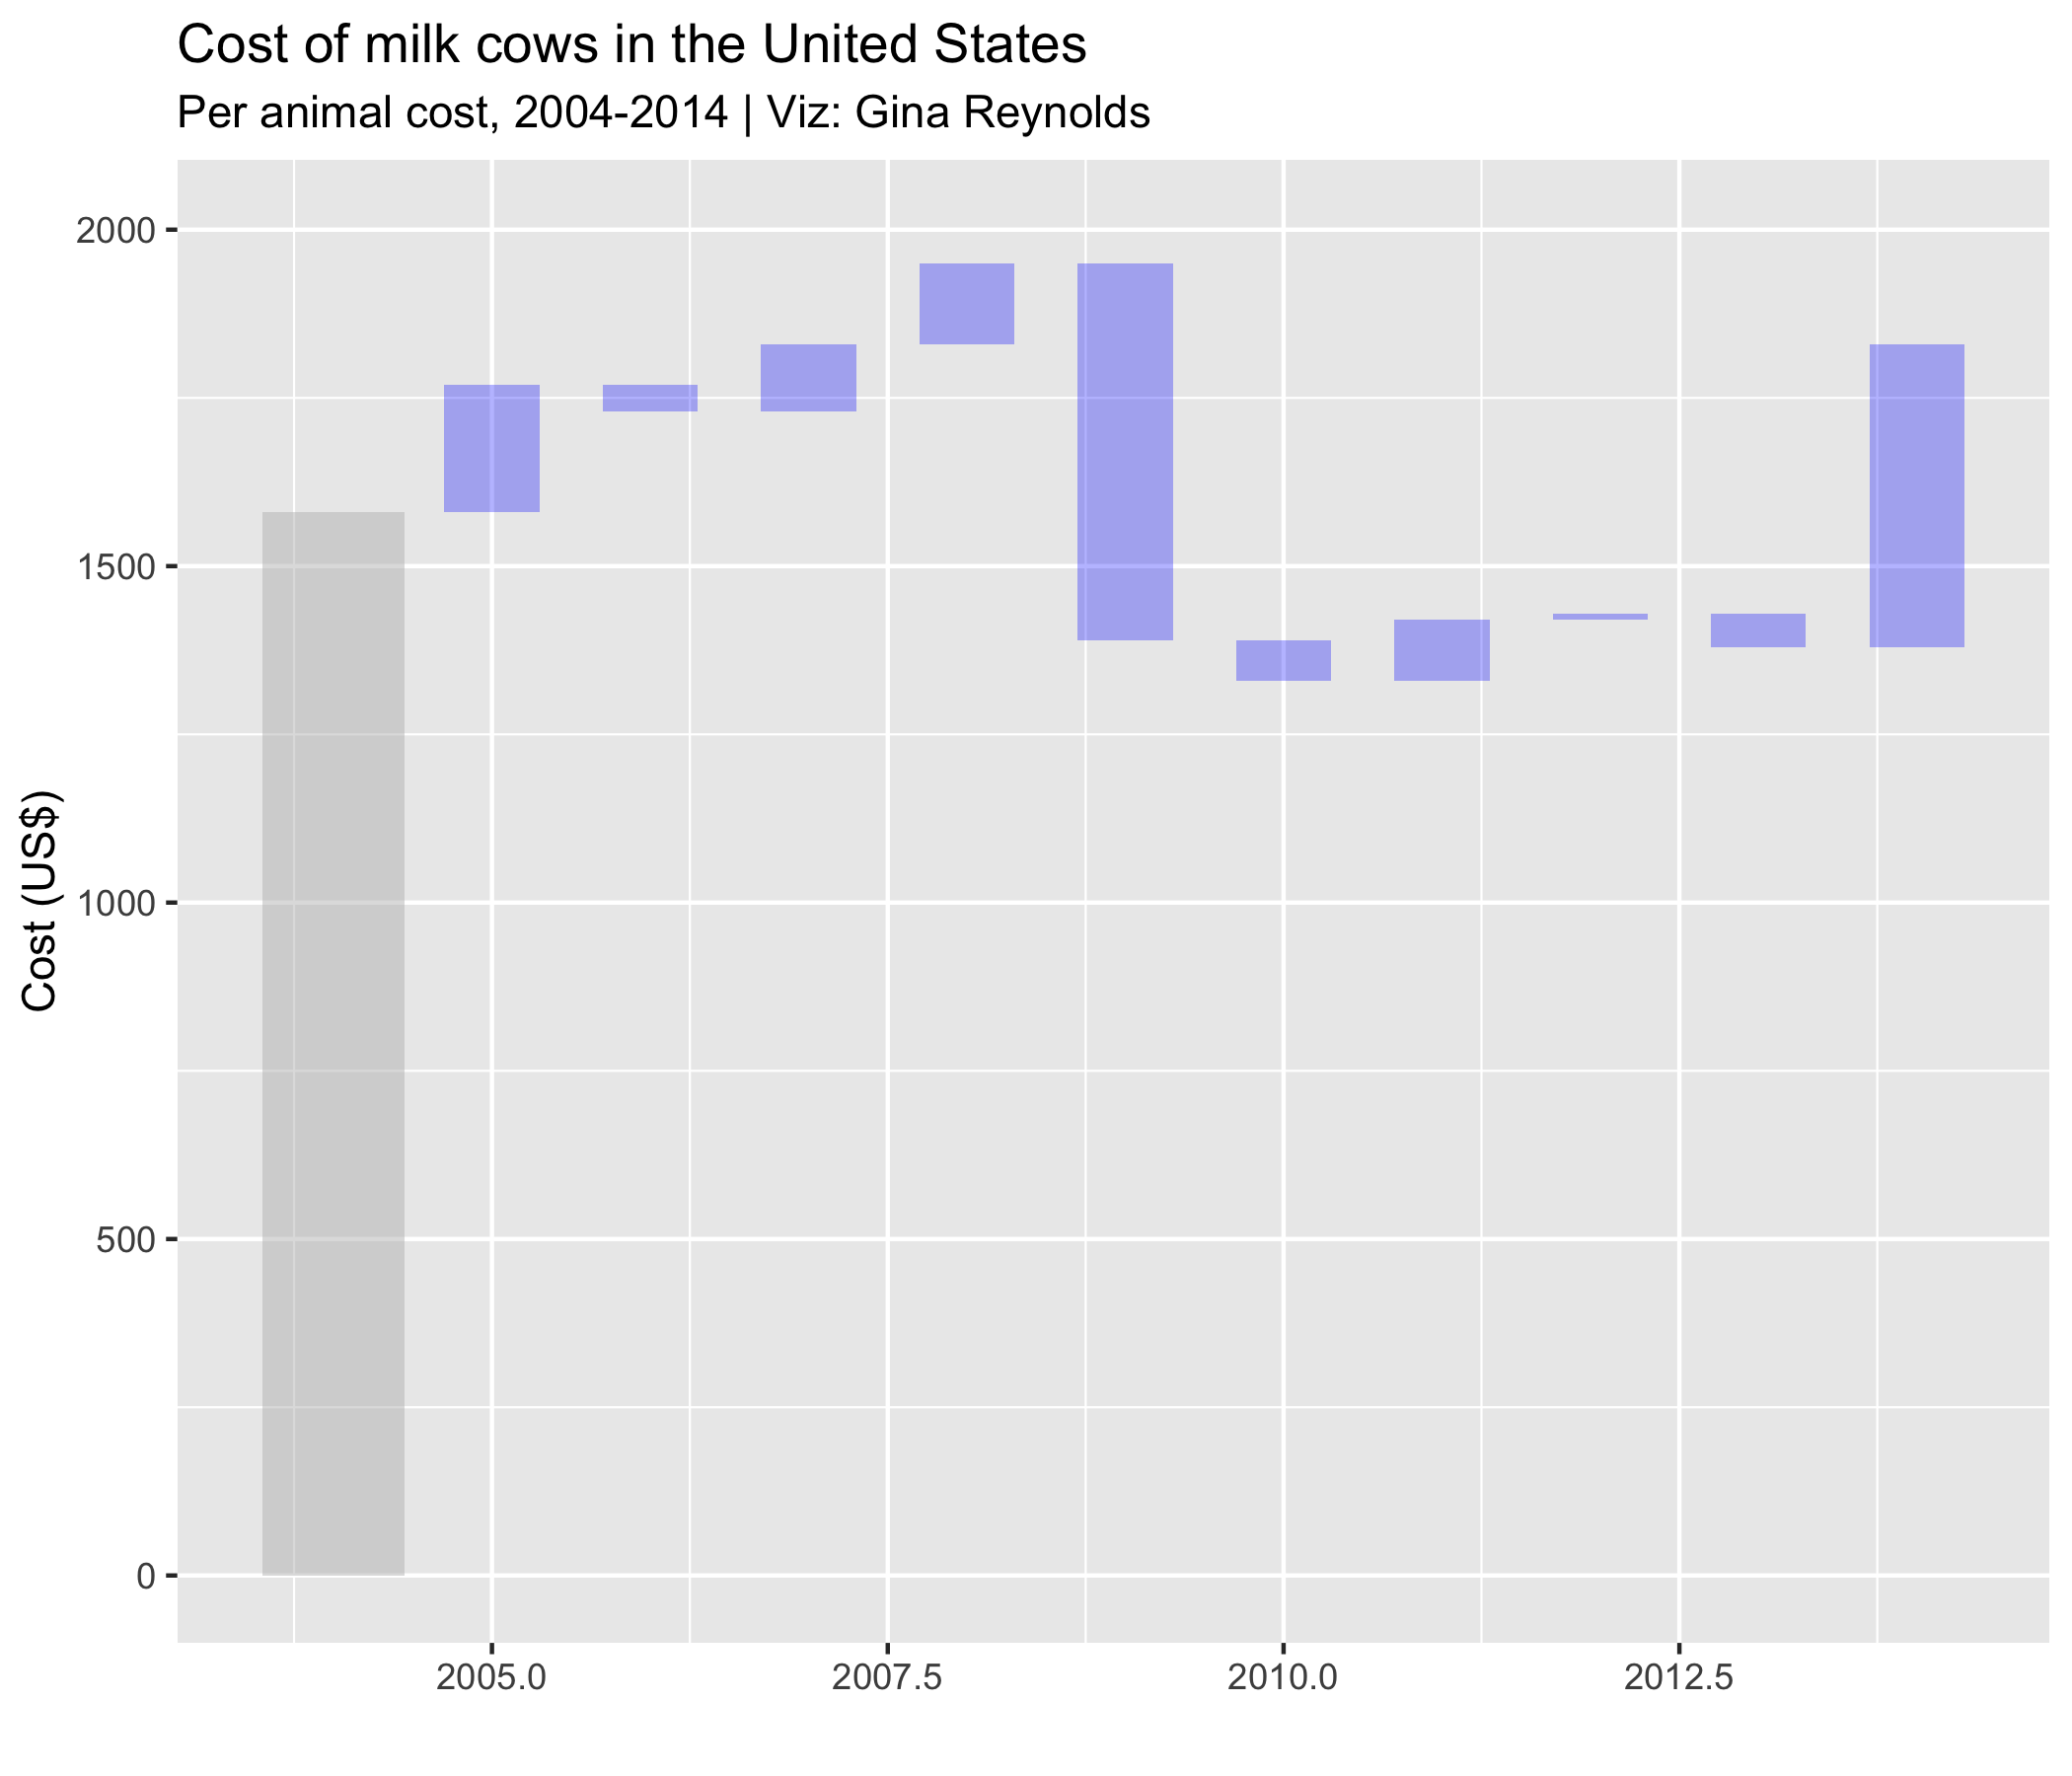 Cost of milk cows in the United States
Per animal cost, 2004-2014 | Viz: Gina Reynolds
Cost (US$)
2000
1500
1000
500
0
2005.0 2007.5 2010.0 2012.5